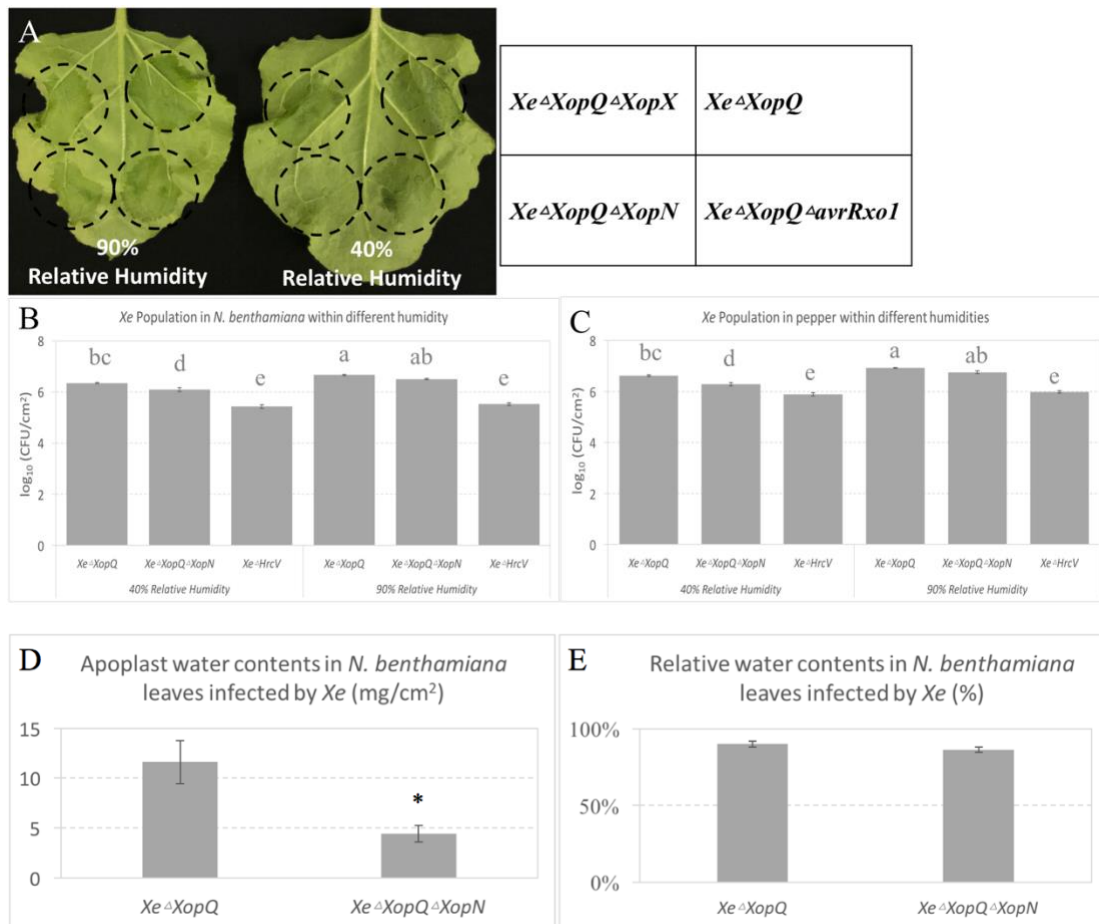 A
90%
Relative Humidity
40%
Relative Humidity
Xe△XopQ△XopX
Xe△XopQ
Xe△XopQ△XopN
Xe△XopQ△avrRxo1
B
Xe Population in N. benthamiana within different humidity
log₁₀ (CFU/cm²)
8
6
4
2
0
bc
d
e
a
ab
e
Xe△XopQ
Xe△XopQ△XopN
Xe△HrcV
Xe△XopQ
Xe△XopQ△XopN
Xe△HrcV
40% Relative Humidity
90% Relative Humidity
C
Xe Population in pepper within different humidities
log₁₀ (CFU/cm²)
8
6
4
2
0
bc
d
e
a
ab
e
Xe△XopQ
Xe△XopQ△XopN
Xe△HrcV
Xe△XopQ
Xe△XopQ△XopN
Xe△HrcV
40% Relative Humidity
90% Relative Humidity
D
Apoplast water contents in N. benthamiana
leaves infected by Xe (mg/cm²)
15
10
5
0
*
Xe△XopQ
Xe△XopQ△XopN
E
Relative water contents in N. benthamiana
leaves infected by Xe (%)
100%
50%
0%
Xe△XopQ
Xe△XopQ△XopN